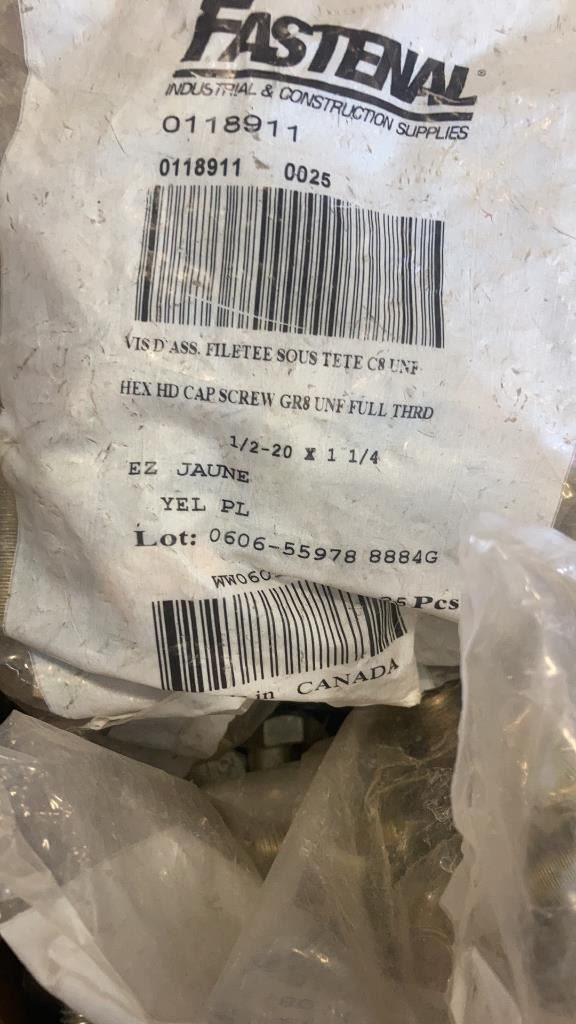 FASTENAL®
INDUSTRIAL & CONSTRUCTION SUPPLIES
0118911
0118911 0025
VIS D'ASS. FILETEE SOUS TETE C8 UNF
HEX HD CAP SCREW GR8 UNF FULL THRD
1/2-20 X 1 1/4
EZ JAUNE
YEL PL
Lot: 0606-55978 8884G
Pcs
in CANADA